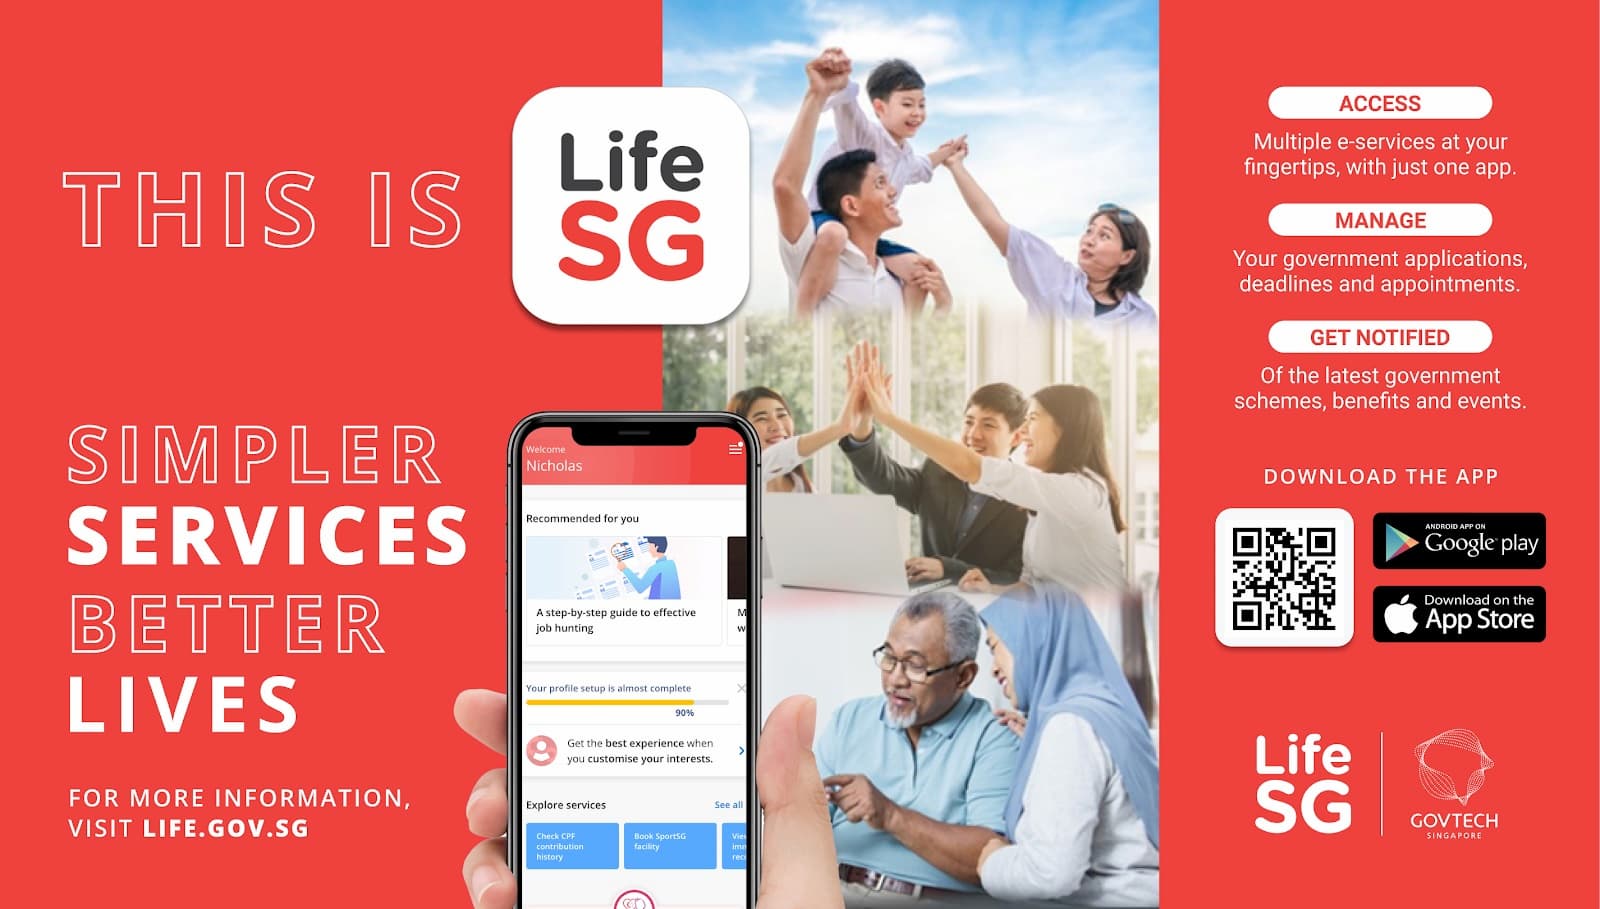 THIS IS
Life
SG
SIMPLER
SERVICES
BETTER
LIVES
FOR MORE INFORMATION,
VISIT LIFE.GOV.SG
Welcome
Nicholas
Recommended for you
A step-by-step guide to effective
job hunting
M
w
Your profile setup is almost complete
90%
Get the best experience when
you customise your interests.
Explore services
See all
Check CPF
contribution
history
Book SportSG
facility
Vie
imm
rec
ACCESS
Multiple e-services at your
fingertips, with just one app.
MANAGE
Your government applications,
deadlines and appointments.
GET NOTIFIED
Of the latest government
schemes, benefits and events.
DOWNLOAD THE APP
ANDROID APP ON
Google play
Download on the
App Store
Life
SG
GOVTECH
SINGAPORE